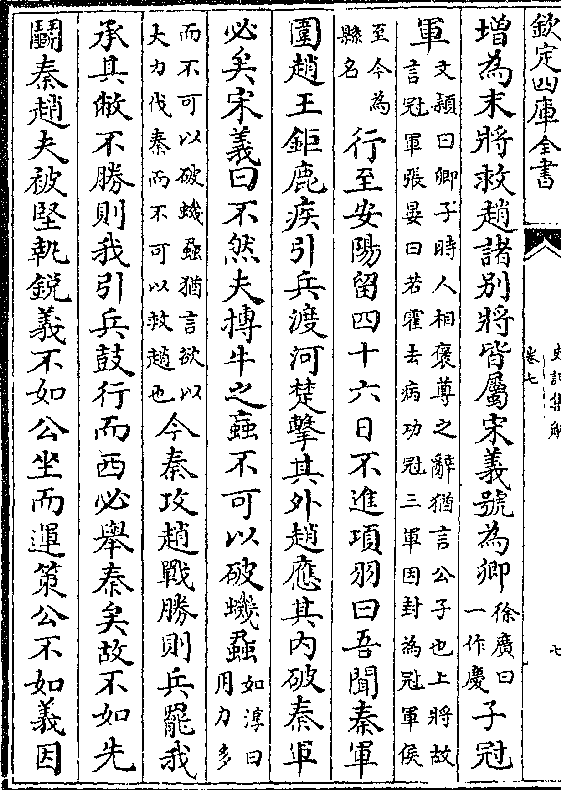 欽定四庫全書
史記集解
卷七
七
增為末將救趙諸別將皆屬宋義號為卿徐廣曰一作慶子冠
軍文穎曰卿子時人相褒尊之辭猶言公子也上將故言冠軍張晏曰若霍去病功冠三軍因封為冠軍侯
至今為縣名行至安陽留四十六日不進項羽曰吾聞秦軍
圍趙王鉅鹿疾引兵渡河楚擊其外趙應其內破秦軍
必矣宋義曰不然夫搏牛之蝱不可以破蟣蝨如淳曰用力多
而不可以破蟣蝨猶言欲以大力伐秦而不可以救趙也今秦攻趙戰勝則兵罷我
承其敝不勝則我引兵鼓行而西必舉秦矣故不如先
鬭秦趙夫被堅執銳義不如公坐而運策公不如義因